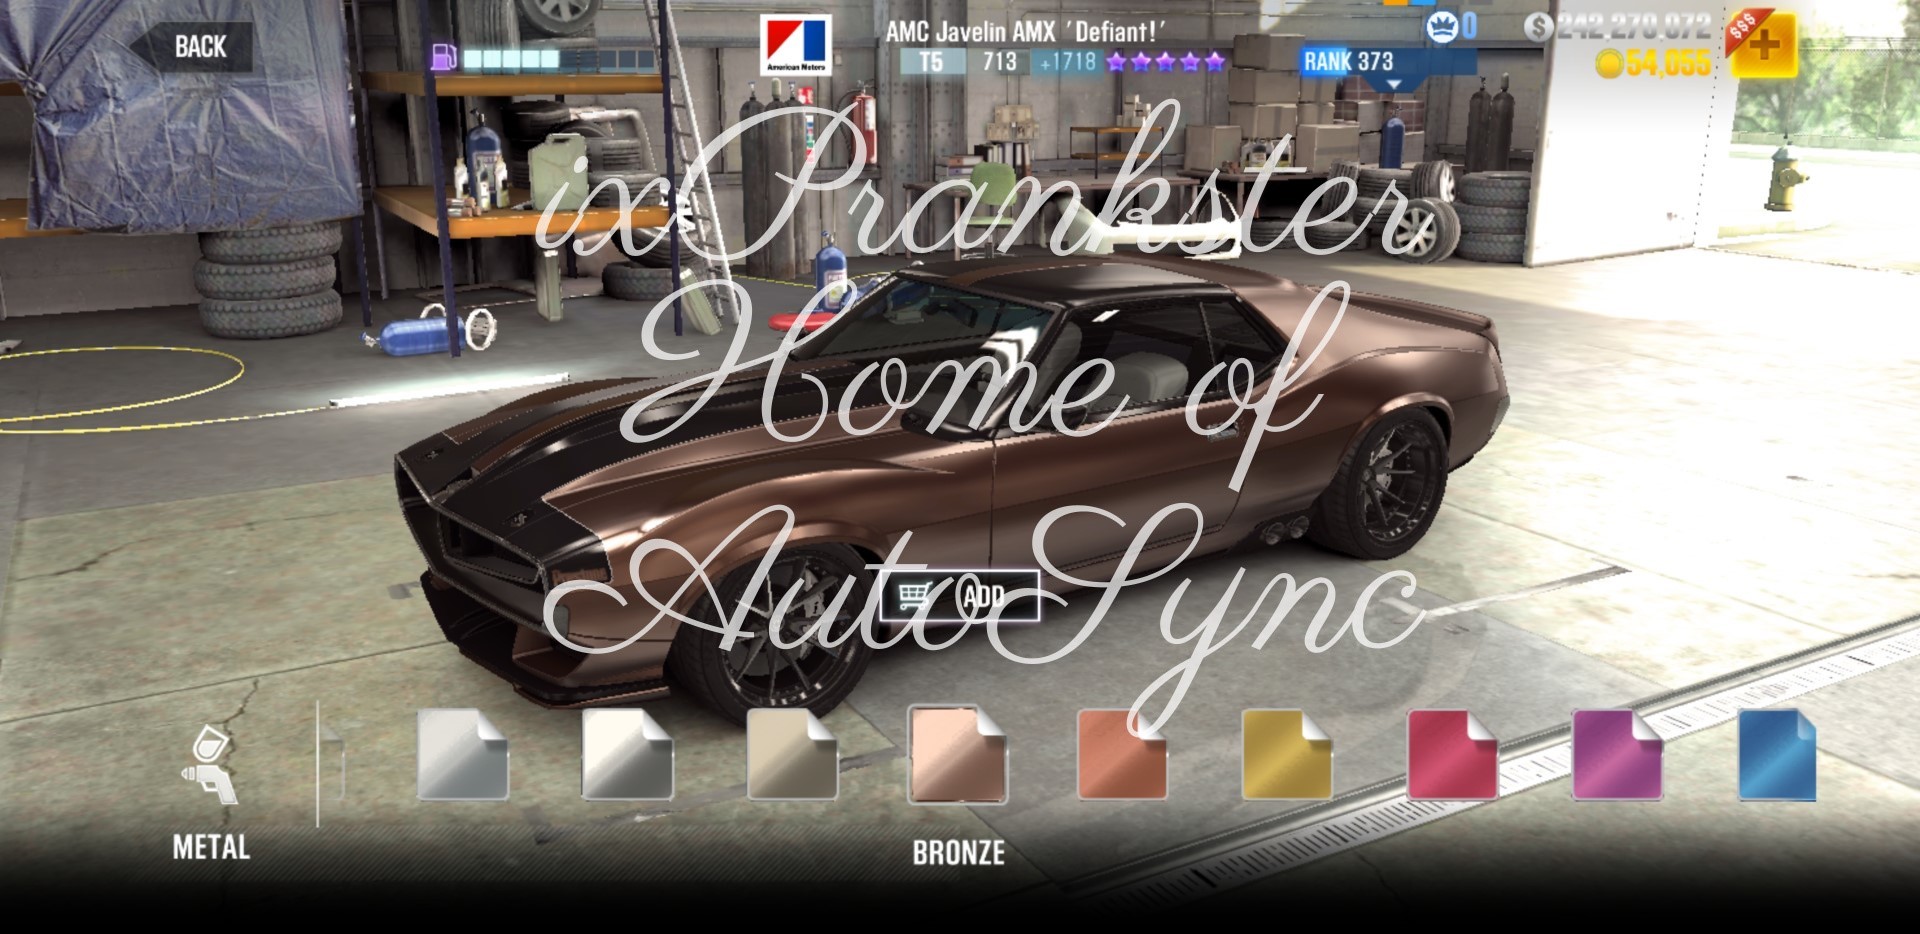 BACK
American Motors
AMC Javelin AMX 'Defiant!'
T5 713 +1718
RANK 373
0
242,270,072
54,055
$$$
ixPrankster
Home of
AutoSync
ADD
METAL
BRONZE